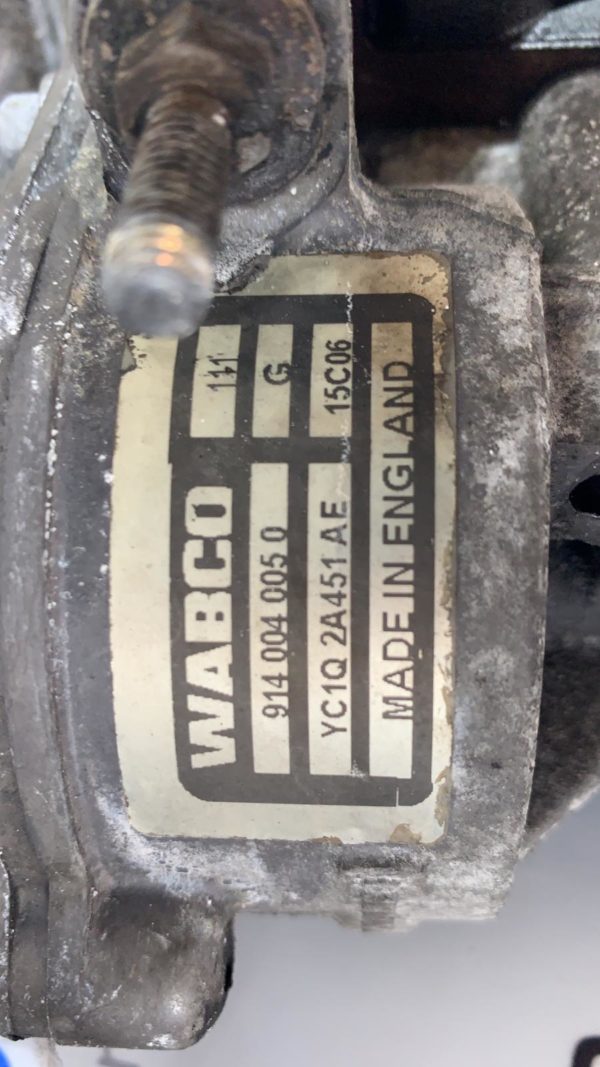 WABCO 111
914 004 005 0 G
YC1Q 2A451 AE 15C06
MADE IN ENGLAND